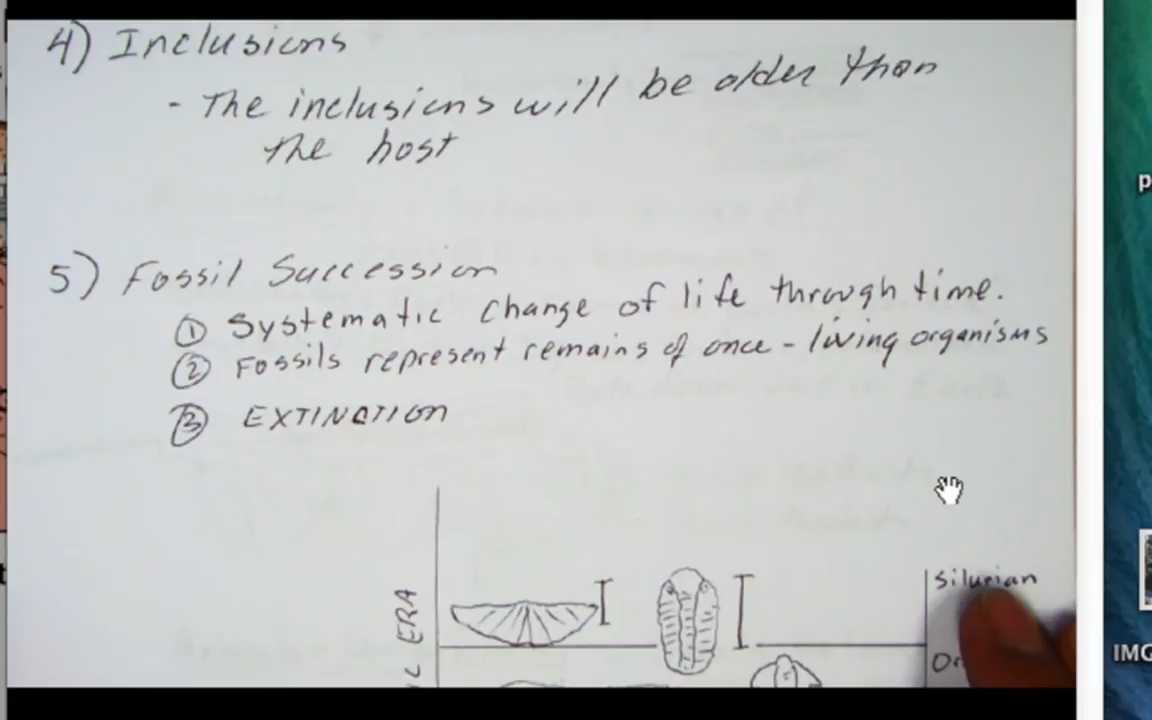 4) Inclusions
- The inclusions will be older than
the host
5) Fossil Succession
① Systematic change of life through time.
② Fossils represent remains of once-living organisms
③ EXTINCTION
ERA
Silurian
IMG